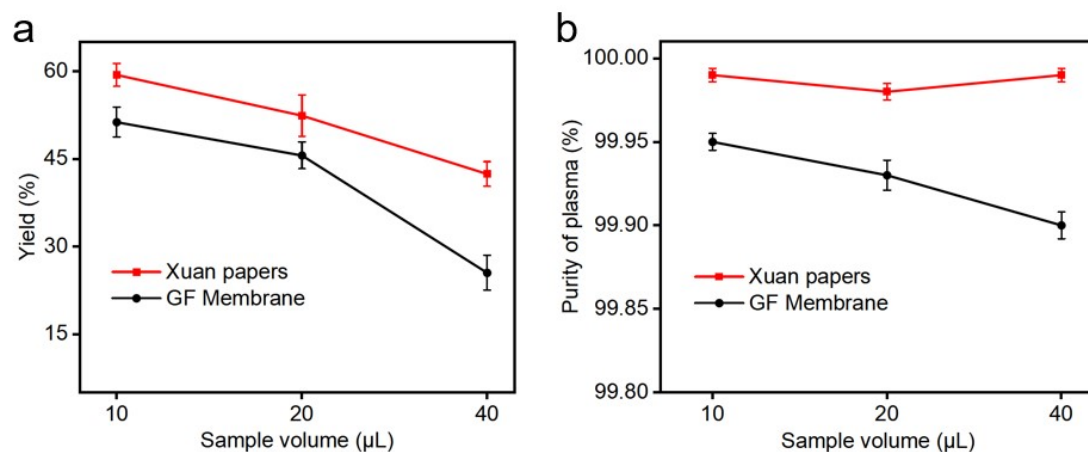 a
60
45
30
15
Yield (%)
Xuan papers
GF Membrane
10 20 40
Sample volume (μL)
b
100.00
99.95
99.90
99.85
99.80
Purity of plasma (%)
Xuan papers
GF Membrane
10 20 40
Sample volume (μL)